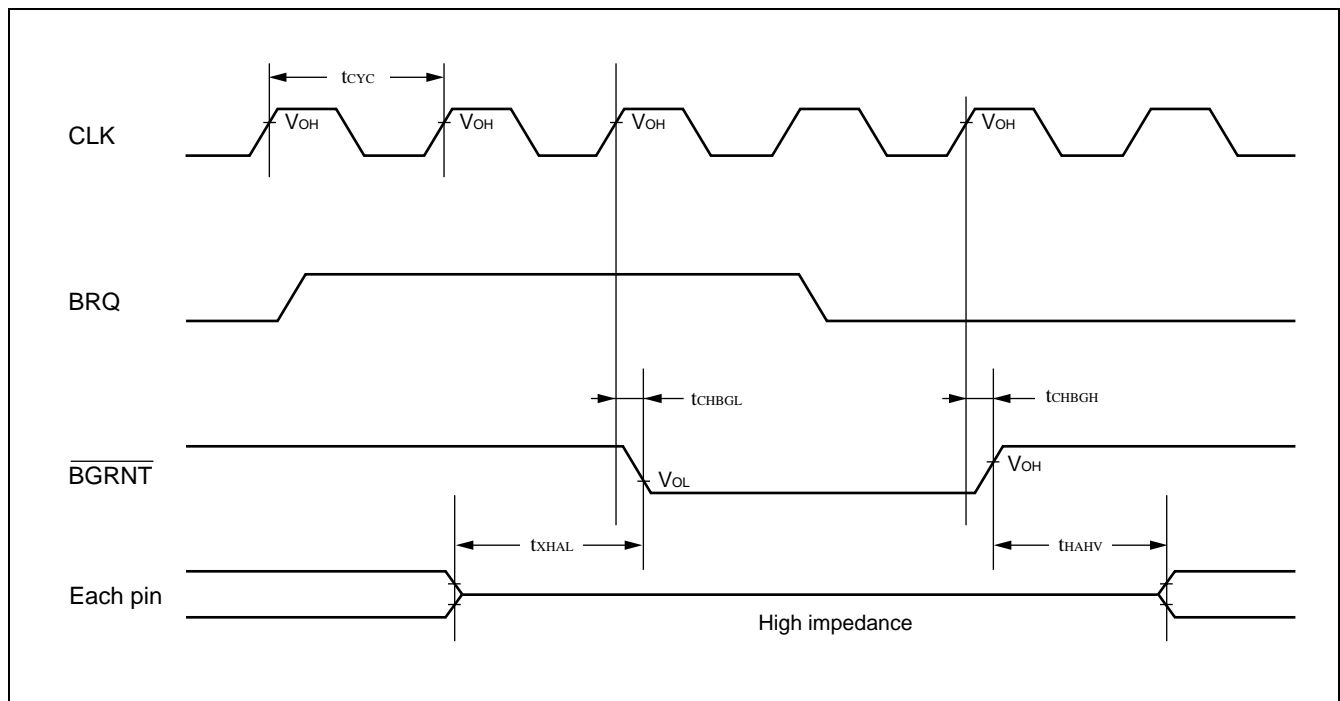 tCYC
CLK
VOH
VOH
VOH
VOH
BRQ
tCHBGL
tCHBGH
BGRNT
VOL
VOH
tXHAL
tHAHV
Each pin
High impedance